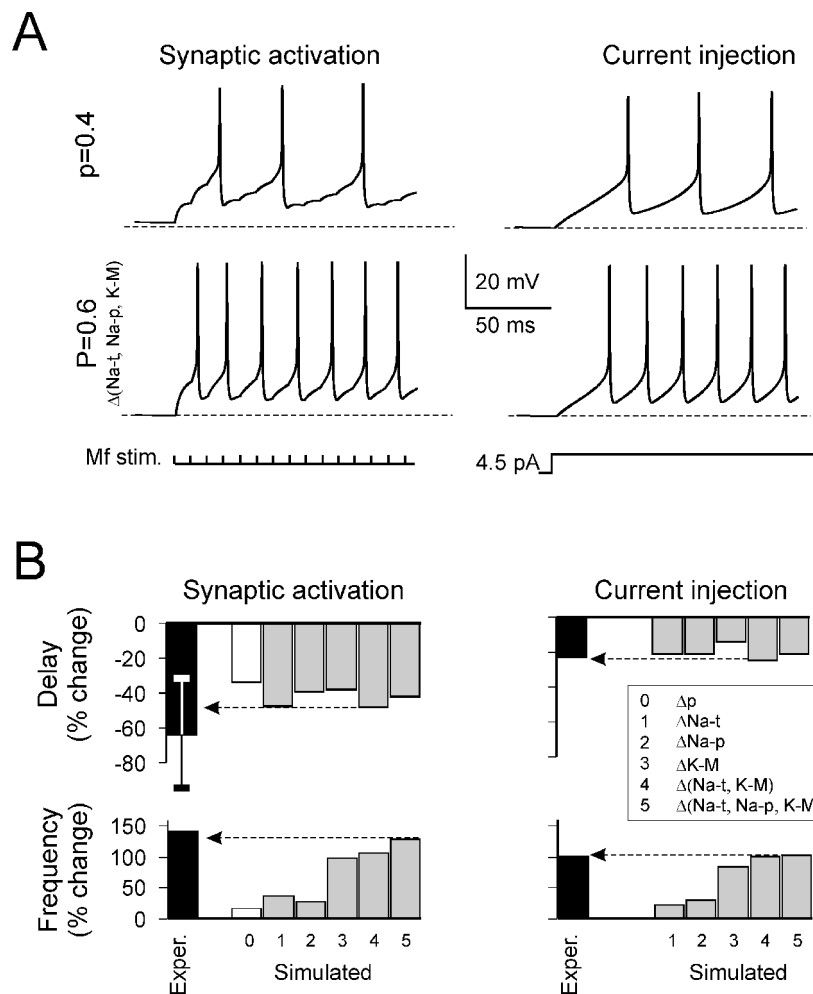 A
Synaptic activation
Current injection
p=0.4
P=0.6
Δ(Na-t, Na-p, K-M)
20 mV
50 ms
Mf stim.
4.5 pA
B
Synaptic activation
Current injection
Delay
(% change)
0
-20
-40
-60
-80
0 Δp
1 ΔNa-t
2 ΔNa-p
3 ΔK-M
4 Δ(Na-t, K-M)
5 Δ(Na-t, Na-p, K-M
Frequency
(% change)
150
100
50
0
150
100
50
0
Exper.
0 1 2 3 4 5
Simulated
Exper.
1 2 3 4 5
Simulated